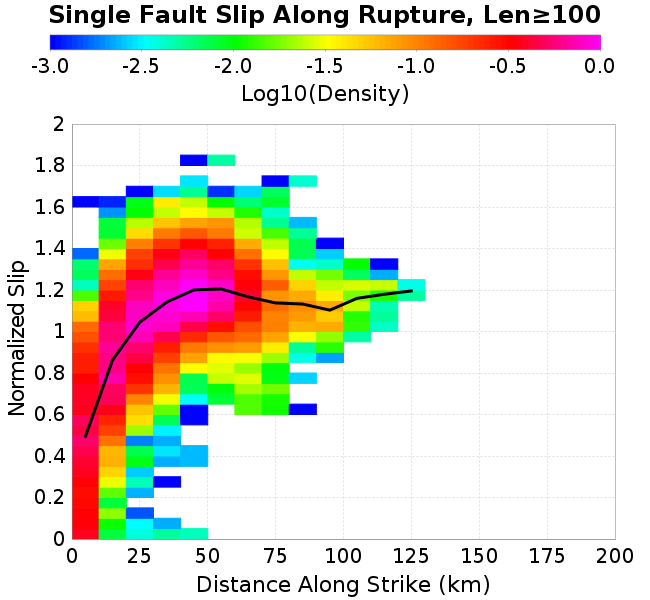 Single Fault Slip Along Rupture, Len≥100
-3.0 -2.5 -2.0 -1.5 -1.0 -0.5 0.0
Log10(Density)
2
1.8
1.6
1.4
1.2
1
0.8
0.6
0.4
0.2
0
Normalized Slip
0 25 50 75 100 125 150 175 200
Distance Along Strike (km)